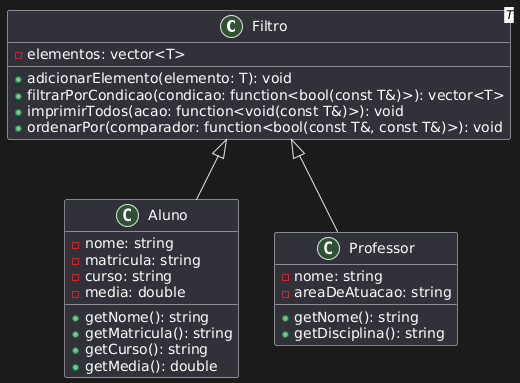 T
C Filtro
elementos: vector<T>
adicionarElemento(elemento: T): void
filtrarPorCondicao(condicao: function<bool(const T&)>): vector<T>
imprimirTodos(acao: function<void(const T&)>): void
ordenarPor(comparador: function<bool(const T&, const T&)>): void
C Aluno
nome: string
matricula: string
curso: string
media: double
getNome(): string
getMatricula(): string
getCurso(): string
getMedia(): double
C Professor
nome: string
areaDeAtuacao: string
getNome(): string
getDisciplina(): string